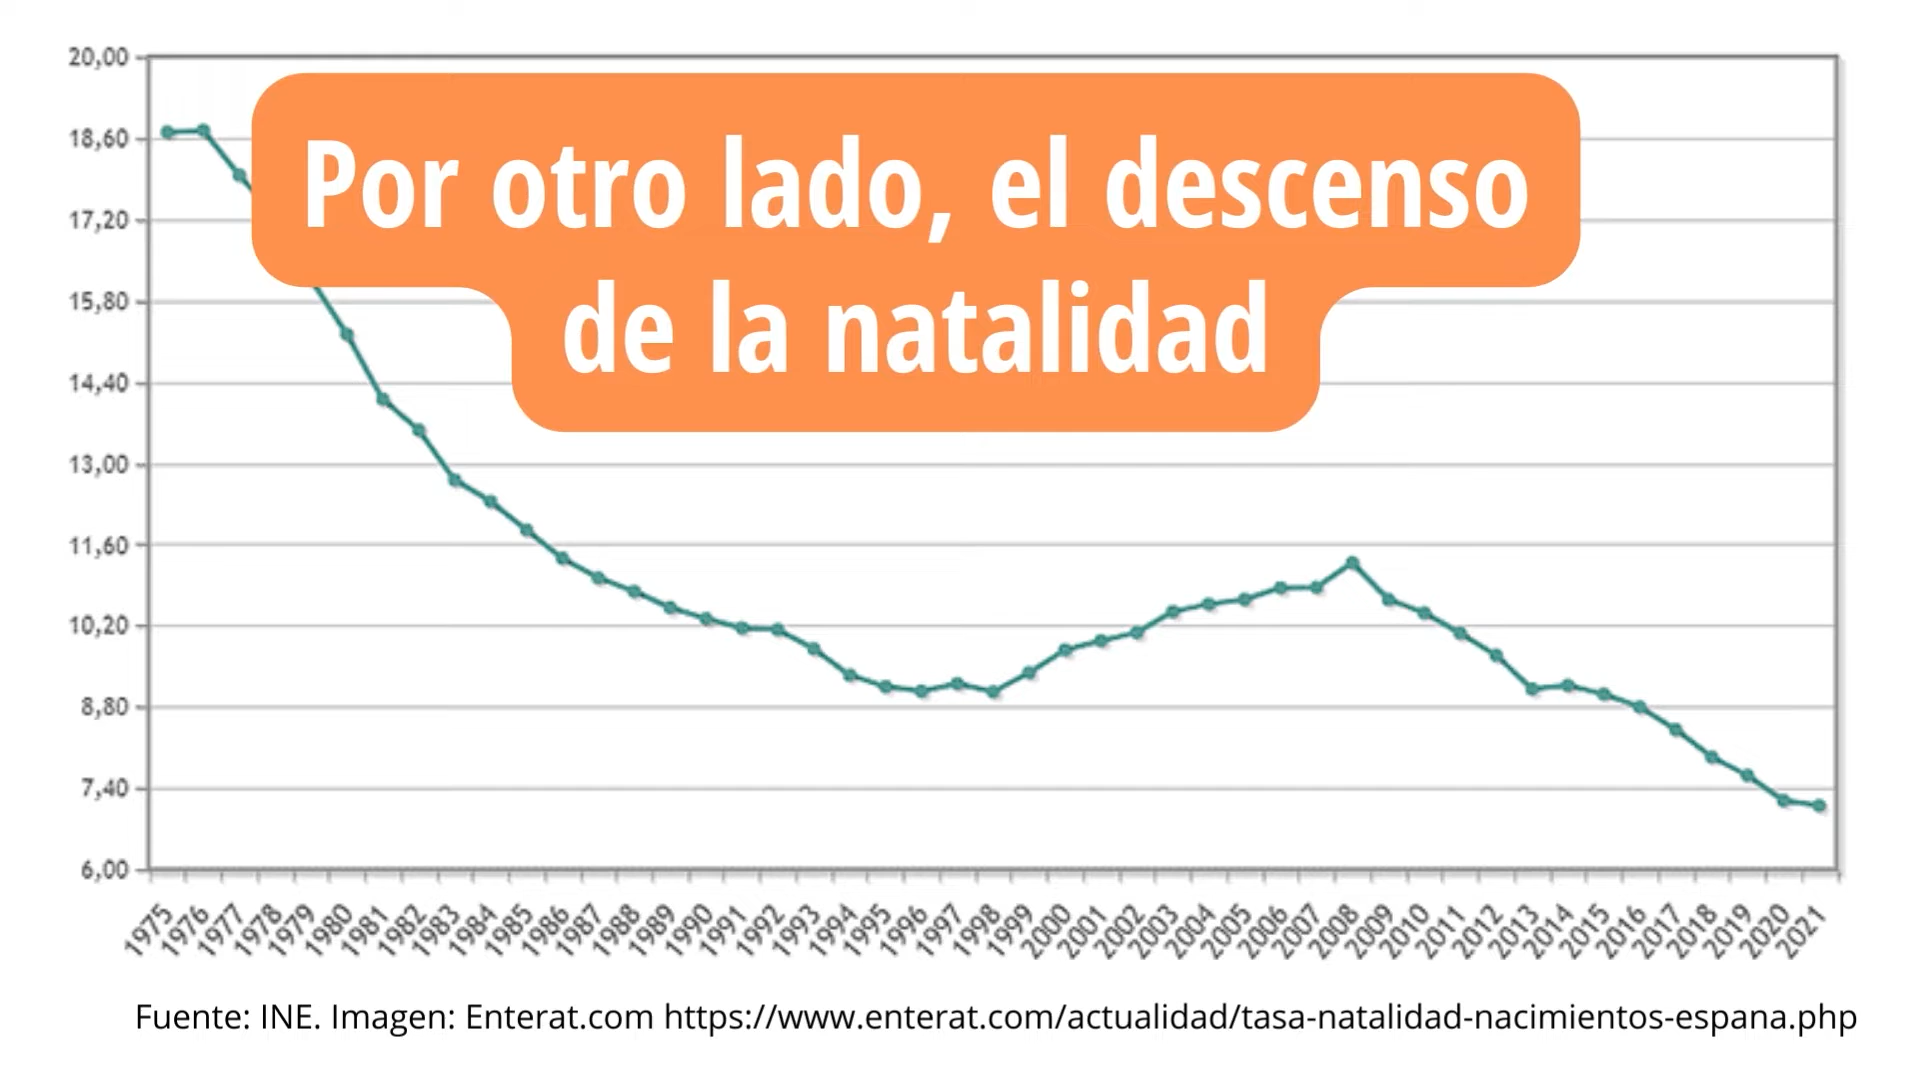 20,00
Por otro lado, el descenso
de la natalidad
18,60
17,20
15,80
14,40
13,00
11,60
10,20
8,80
7,40
6,00
1975 1976 1977 1978 1979 1980 1981 1982 1983 1984 1985 1986 1987 1988 1989 1990 1991 1992 1993 1994 1995 1996 1997 1998 1999 2000 2001 2002 2003 2004 2005 2006 2007 2008 2009 2010 2011 2012 2013 2014 2015 2016 2017 2018 2019 2020 2021
Fuente: INE. Imagen: Enterat.com https://www.enterat.com/actualidad/tasa-natalidad-nacimientos-espana.php